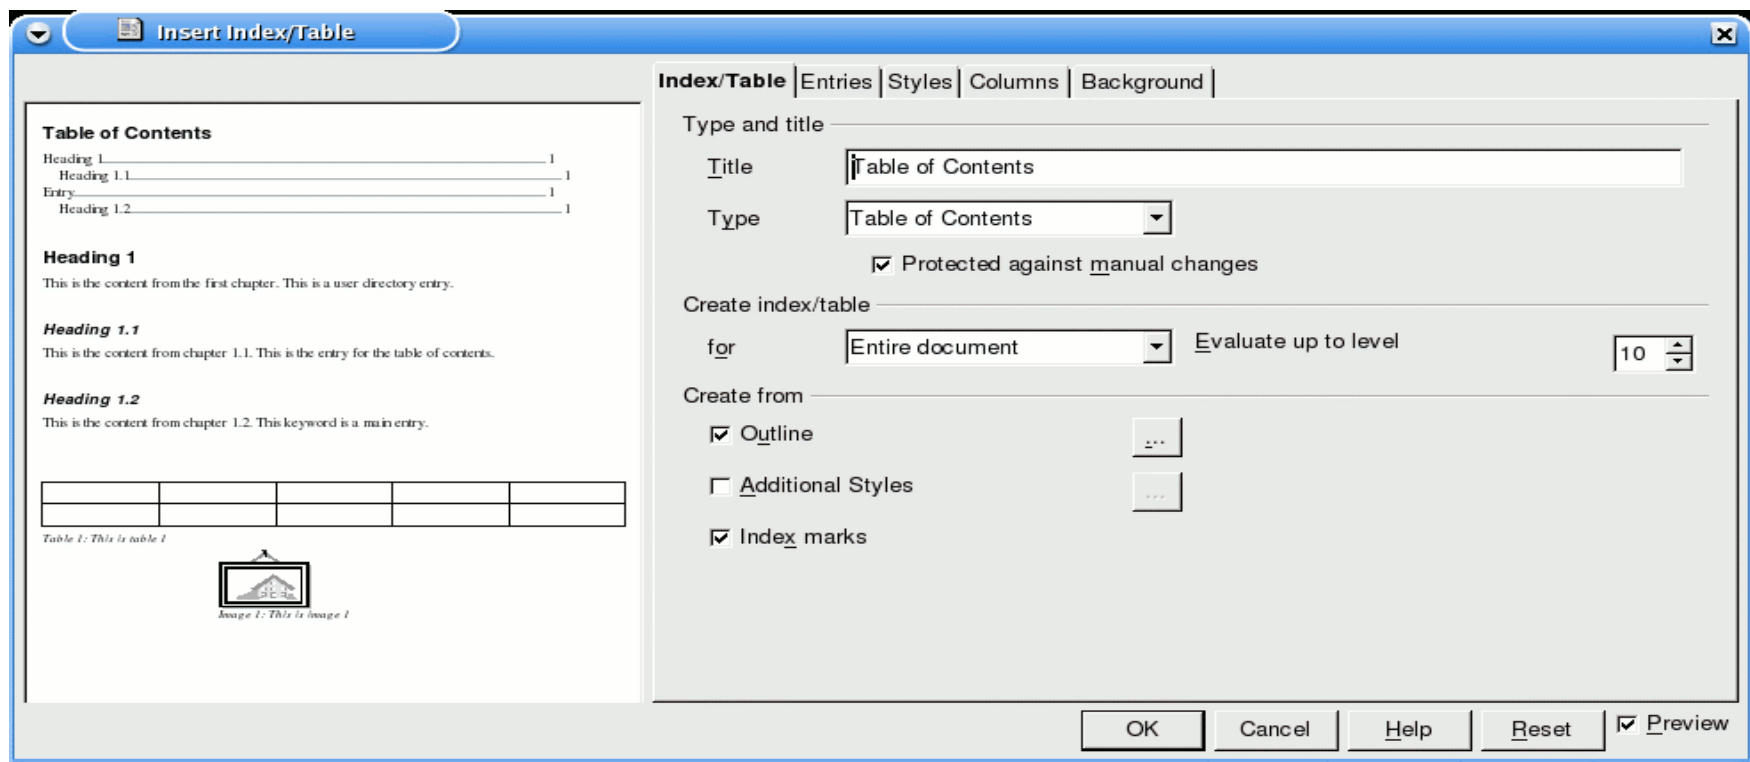 Insert Index/Table
Table of Contents
Heading 1 1
Heading 1.1 1
Entry 1
Heading 1.2 1
Heading 1
This is the content from the first chapter. This is a user directory entry.
Heading 1.1
This is the content from chapter 1.1. This is the entry for the table of contents.
Heading 1.2
This is the content from chapter 1.2. This keyword is a main entry.
Table 1: This is table 1
Image 1: This is image 1
Index/Table Entries Styles Columns Background
Type and title
Title Table of Contents
Type Table of Contents
Protected against manual changes
Create index/table
for Entire document Evaluate up to level 10
Create from
Outline ...
Additional Styles ...
Index marks
OK Cancel Help Reset Preview